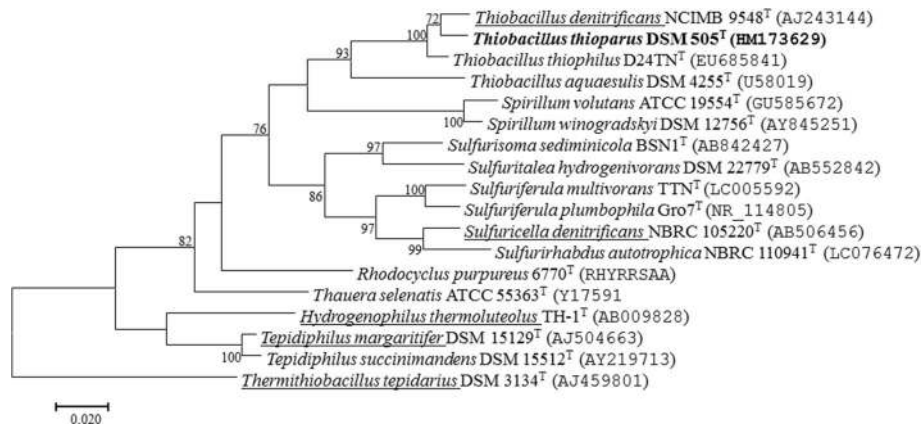 72
Thiobacillus denitrificans NCIMB 9548ᵀ (AJ243144)
100
Thiobacillus thioparus DSM 505ᵀ (HM173629)
93
Thiobacillus thiophilus D24TNᵀ (EU685841)
Thiobacillus aquaesulis DSM 4255ᵀ (U58019)
Spirillum volutans ATCC 19554ᵀ (GU585672)
76
100
Spirillum winogradskyi DSM 12756ᵀ (AY845251)
Sulfurisoma sediminicola BSN1ᵀ (AB842427)
97
Sulfuritalea hydrogenivorans DSM 22779ᵀ (AB552842)
86
100
Sulfuriferula multivorans TTNᵀ (LC005592)
Sulfuriferula plumbophila Gro7ᵀ (NR_114805)
97
Sulfuricella denitrificans NBRC 105220ᵀ (AB506456)
82
99
Sulfurirhabdus autotrophica NBRC 110941ᵀ (LC076472)
Rhodocyclus purpureus 6770ᵀ (RHYRRSAA)
Thauera selenatis ATCC 55363ᵀ (Y17591
Hydrogenophilus thermoluteolus TH-1ᵀ (AB009828)
Tepidiphilus margaritifer DSM 15129ᵀ (AJ504663)
100
Tepidiphilus succinimandens DSM 15512ᵀ (AY219713)
Thermithiobacillus tepidarius DSM 3134ᵀ (AJ459801)
0.020